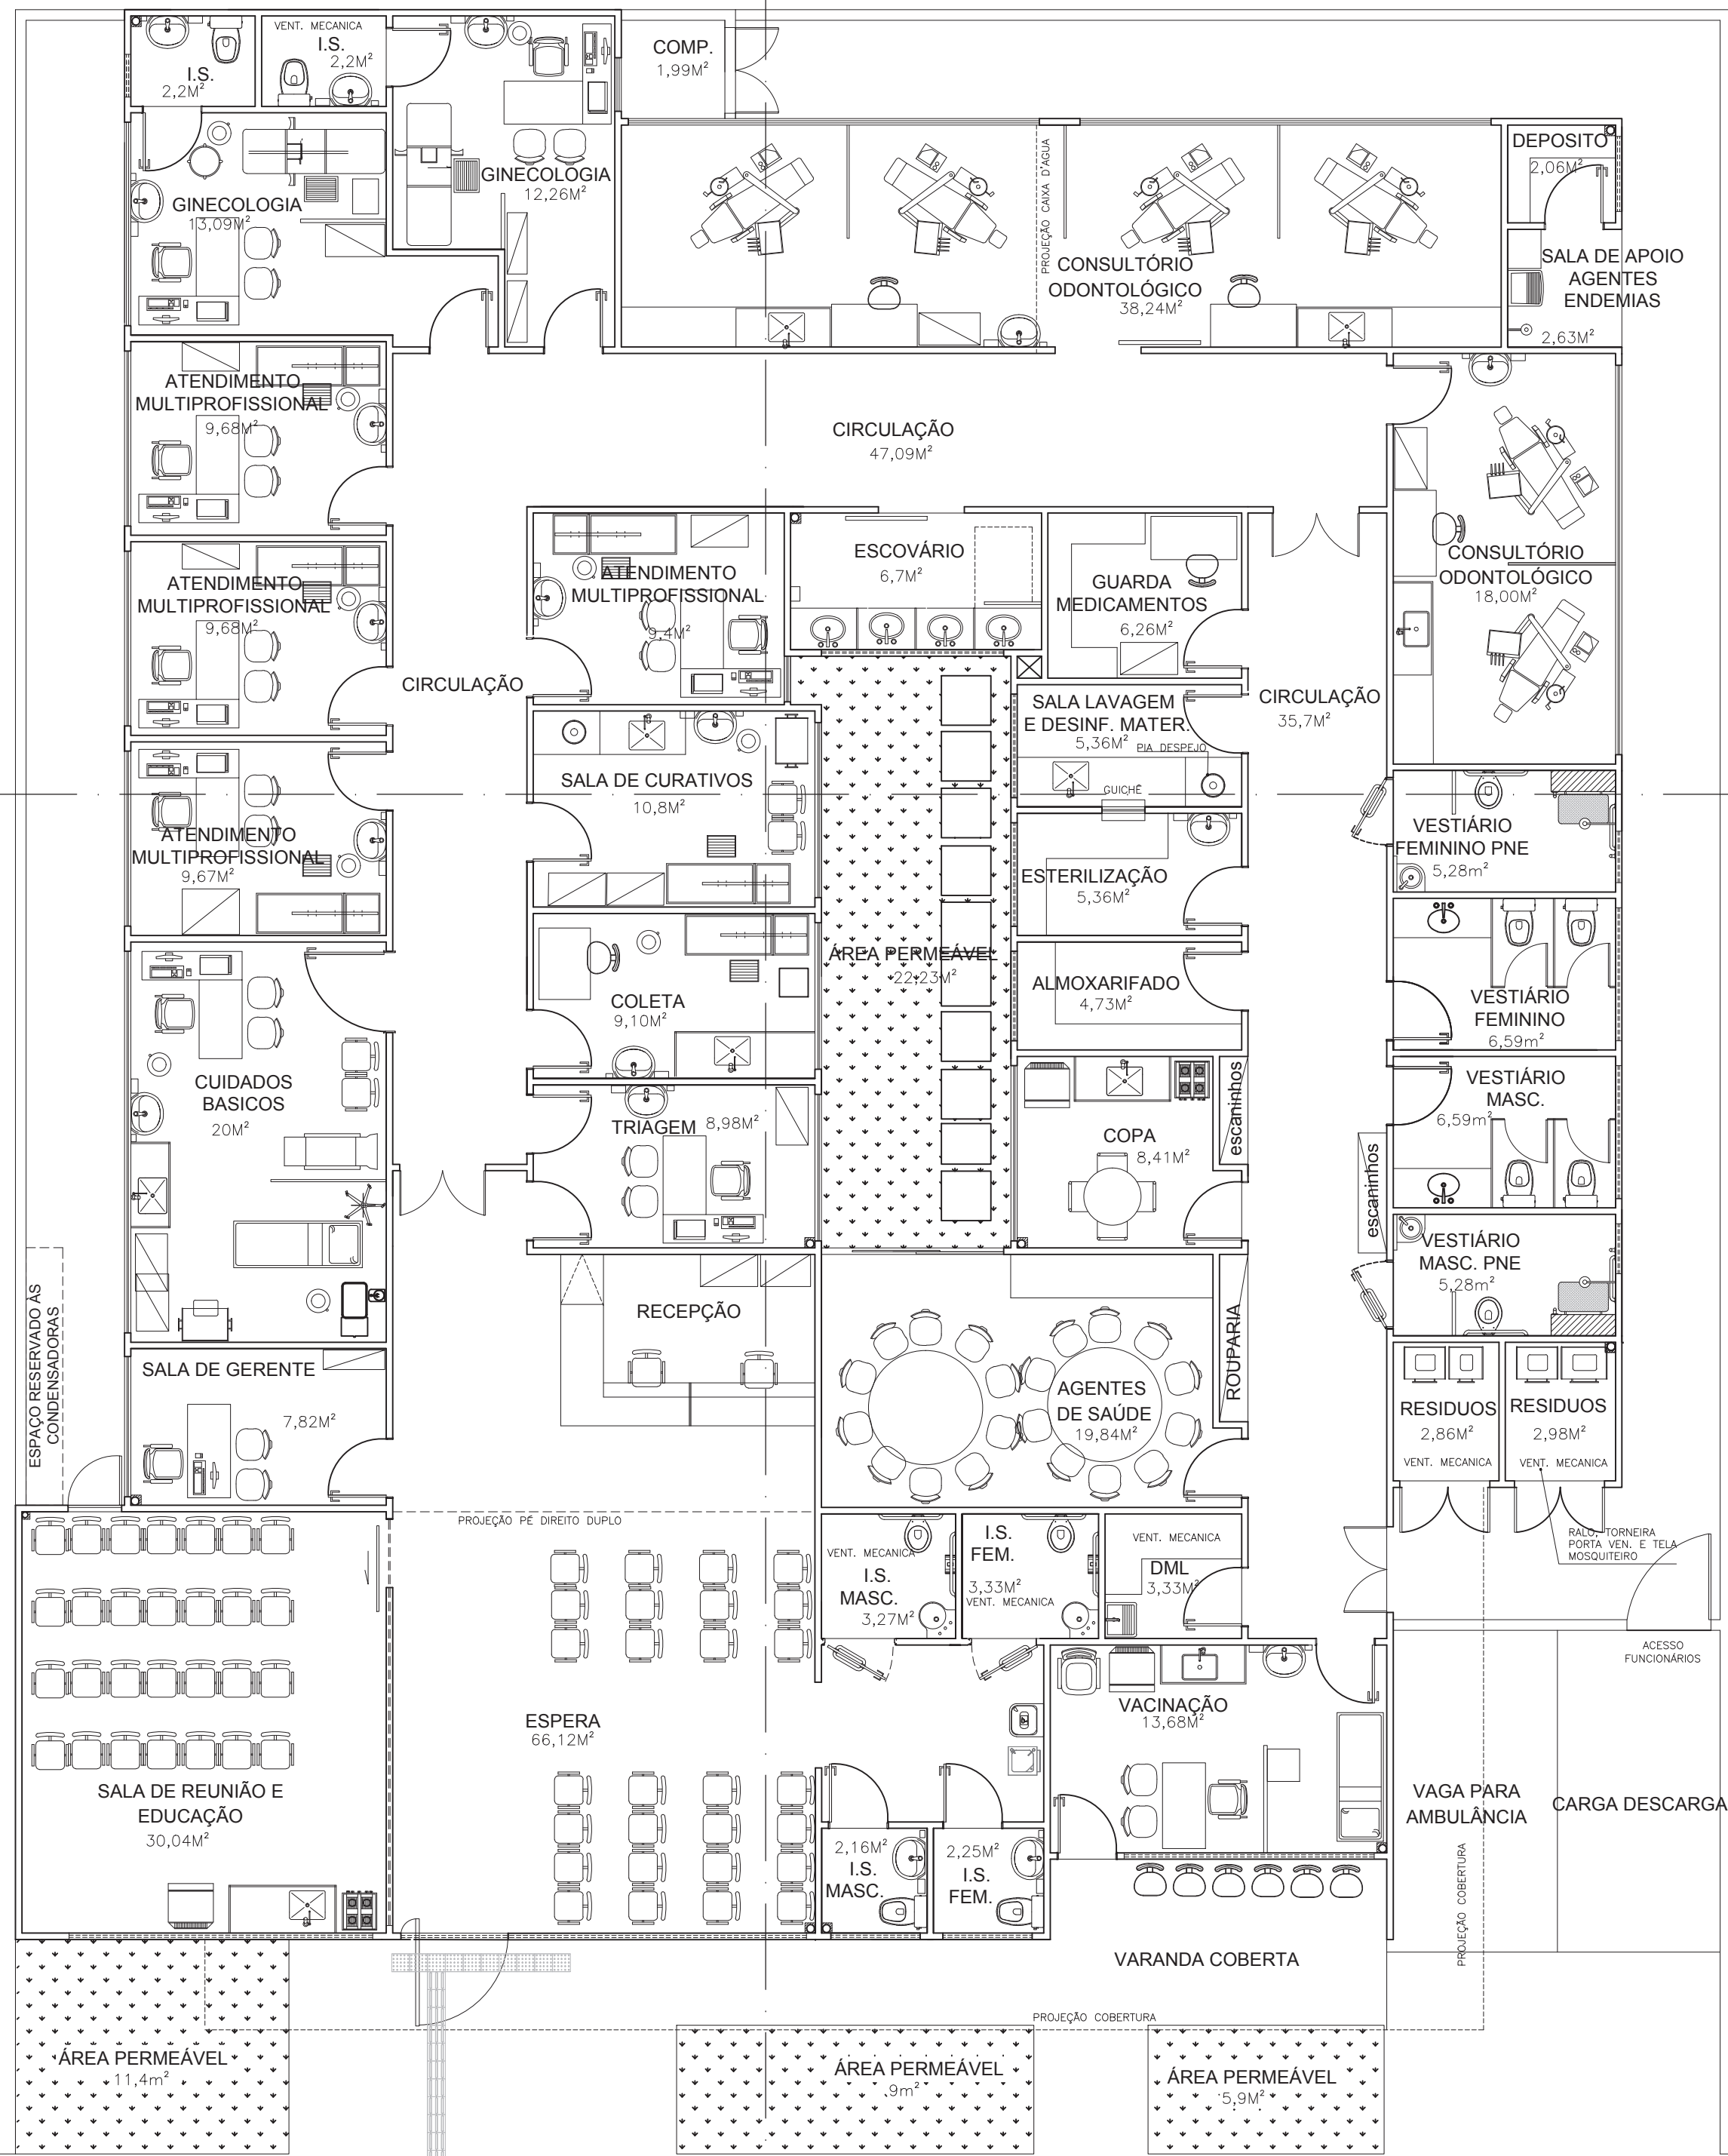 I.S.
2,2M²
VENT. MECANICA
I.S.
2,2M²
COMP.
1,99M²
GINECOLOGIA
13,09M²
GINECOLOGIA
12,26M²
PROJEÇÃO CAIXA D'AGUA
CONSULTÓRIO
ODONTOLÓGICO
38,24M²
DEPOSITO
2,06M²
SALA DE APOIO
AGENTES
ENDEMIAS
2,63M²
ATENDIMENTO
MULTIPROFISSIONAL
9,68M²
CIRCULAÇÃO
47,09M²
ATENDIMENTO
MULTIPROFISSIONAL
9,68M²
ATENDIMENTO
MULTIPROFISSIONAL
9,4M²
ESCOVÁRIO
6,7M²
GUARDA
MEDICAMENTOS
6,26M²
CONSULTÓRIO
ODONTOLÓGICO
18,00M²
CIRCULAÇÃO
SALA LAVAGEM
E DESINF. MATER.
5,36M²
PIA DESPEJO
GUICHÊ
CIRCULAÇÃO
35,7M²
ATENDIMENTO
MULTIPROFISSIONAL
9,67M²
SALA DE CURATIVOS
10,8M²
ESTERILIZAÇÃO
5,36M²
VESTIÁRIO
FEMININO PNE
5,28m²
ÁREA PERMEÁVEL
22,23M²
ALMOXARIFADO
4,73M²
COLETA
9,10M²
VESTIÁRIO
FEMININO
6,59m²
CUIDADOS
BASICOS
20M²
TRIAGEM
8,98M²
COPA
8,41M²
escaninhos
VESTIÁRIO
MASC.
6,59m²
escaninhos
VESTIÁRIO
MASC. PNE
5,28m²
ESPAÇO RESERVADO ÀS
CONDENSADORAS
RECEPÇÃO
ROUPARIA
SALA DE GERENTE
7,82M²
AGENTES
DE SAÚDE
19,84M²
RESIDUOS
2,86M²
VENT. MECANICA
RESIDUOS
2,98M²
VENT. MECANICA
PROJEÇÃO PÉ DIREITO DUPLO
VENT. MECANICA
I.S.
MASC.
3,27M²
I.S.
FEM.
3,33M²
VENT. MECANICA
VENT. MECANICA
DML
3,33M²
RALO, TORNEIRA
PORTA VEN. E TELA
MOSQUITEIRO
ACESSO
FUNCIONÁRIOS
ESPERA
66,12M²
VACINAÇÃO
13,68M²
SALA DE REUNIÃO E
EDUCAÇÃO
30,04M²
VAGA PARA
AMBULÂNCIA
CARGA DESCARGA
2,16M²
I.S.
MASC.
2,25M²
I.S.
FEM.
PROJEÇÃO COBERTURA
VARANDA COBERTA
PROJEÇÃO COBERTURA
ÁREA PERMEÁVEL
11,4m²
ÁREA PERMEÁVEL
9m²
ÁREA PERMEÁVEL
5,9M²